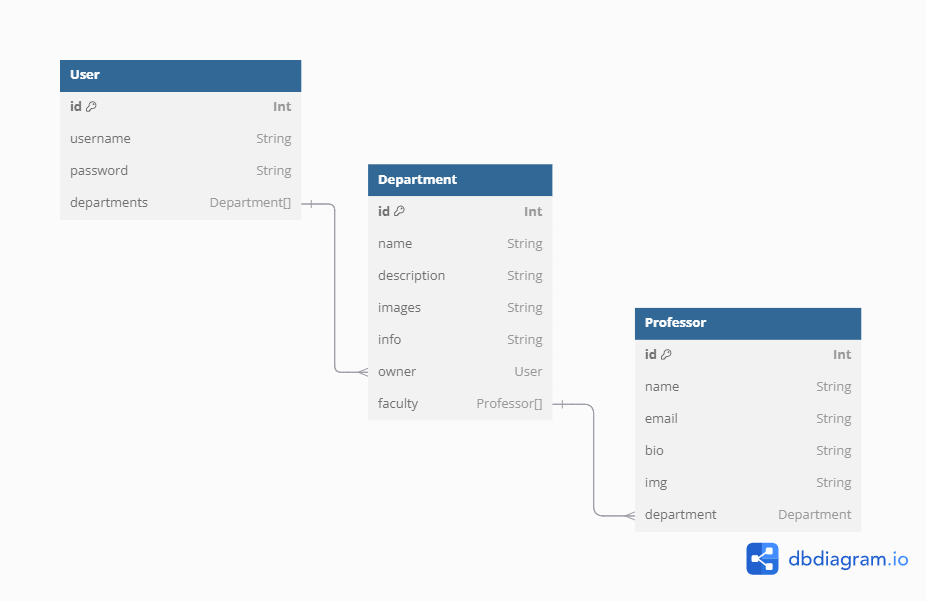 User
id Int
username String
password String
departments Department[]
Department
id Int
name String
description String
images String
info String
owner User
faculty Professor[]
Professor
id Int
name String
email String
bio String
img String
department Department
dbdiagram.io